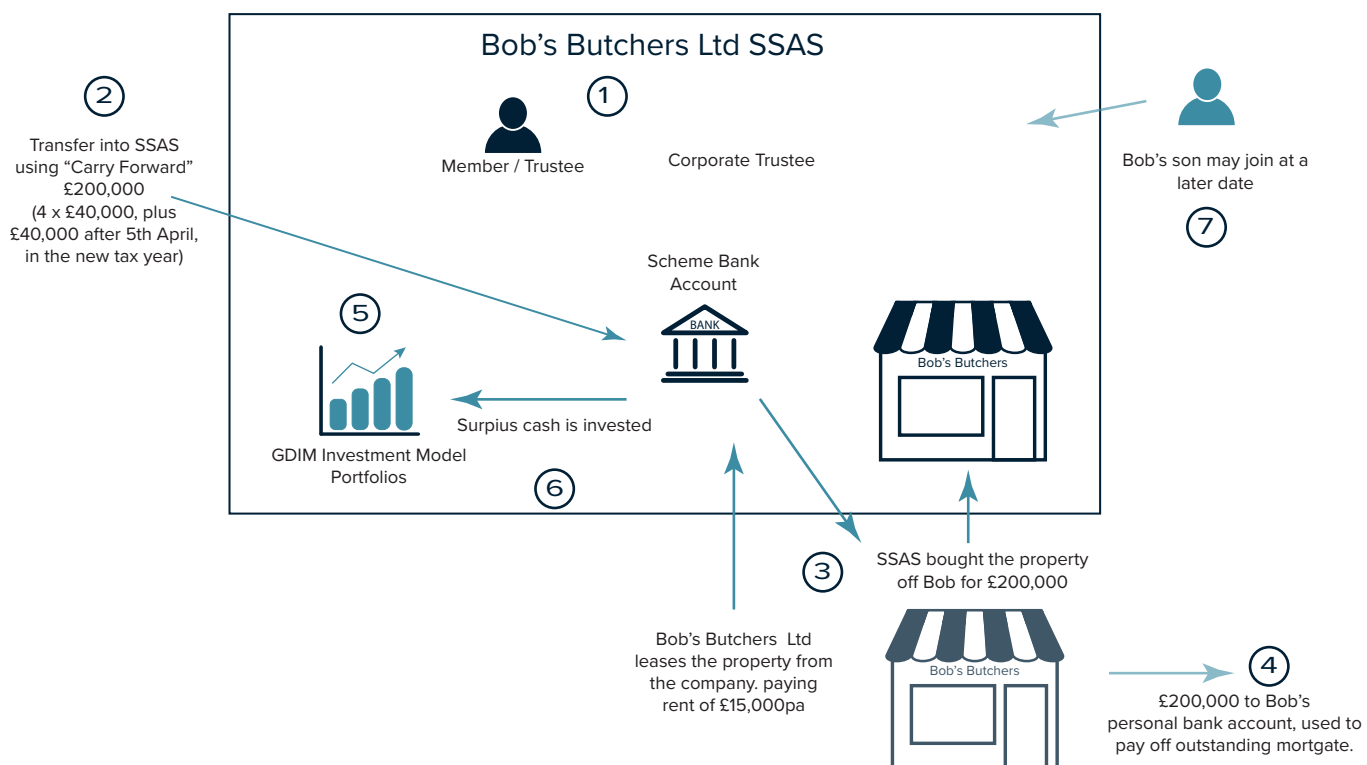 Bob’s Butchers Ltd SSAS
1
Member / Trustee
Corporate Trustee
2
Transfer into SSAS
using “Carry Forward”
£200,000
(4 x £40,000, plus
£40,000 after 5th April,
in the new tax year)
Bob’s son may join at a
later date
7
Scheme Bank
Account
BANK
5
Bob’s Butchers
Surpius cash is invested
GDIM Investment Model
Portfolios
6
3
SSAS bought the property
off Bob for £200,000
Bob’s Butchers Ltd
leases the property from
the company. paying
rent of £15,000pa
Bob’s Butchers
4
£200,000 to Bob’s
personal bank account, used to
pay off outstanding mortgate.